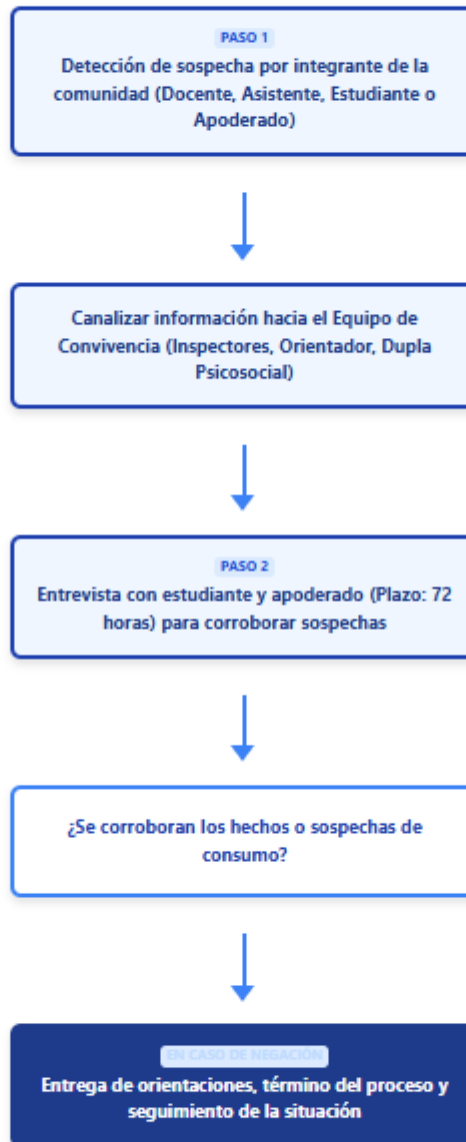 PASO 1
Detección de sospecha por integrante de la
comunidad (Docente, Asistente, Estudiante o
Apoderado)
Canalizar información hacia el Equipo de
Convivencia (Inspectores, Orientador, Dupla
Psicosocial)
PASO 2
Entrevista con estudiante y apoderado (Plazo: 72
horas) para corroborar sospechas
¿Se corroboran los hechos o sospechas de
consumo?
EN CASO DE NEGACIÓN
Entrega de orientaciones, término del proceso y
seguimiento de la situación